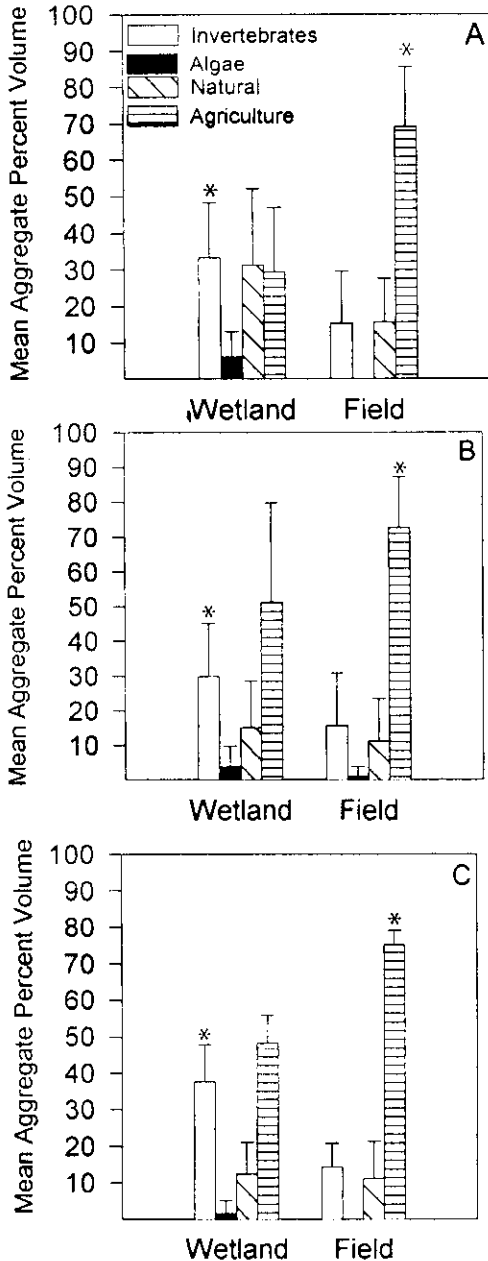 Mean Aggregate Percent Volume
100
90
80
70
60
50
40
30
20
10
Invertebrates
Algae
Natural
Agriculture
A
*
*
Wetland Field
Mean Aggregate Percent Volume
100
90
80
70
60
50
40
30
20
10
B
*
*
Wetland Field
Mean Aggregate Percent Volume
100
90
80
70
60
50
40
30
20
10
C
*
*
Wetland Field